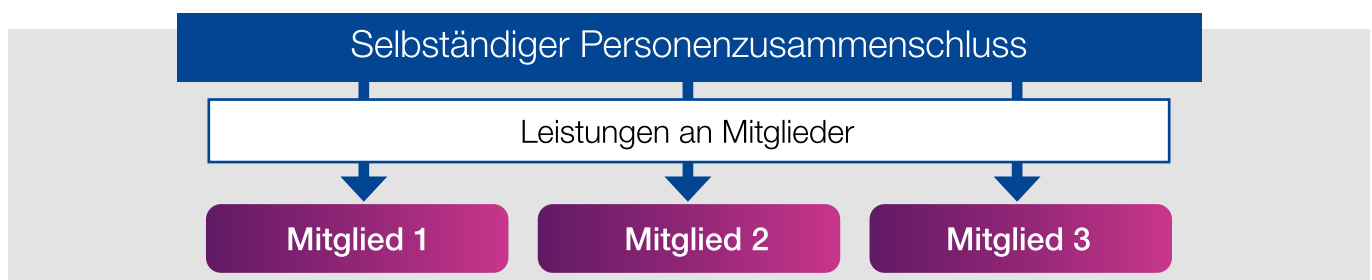 Selbständiger Personenzusammenschluss
Leistungen an Mitglieder
Mitglied 1
Mitglied 2
Mitglied 3